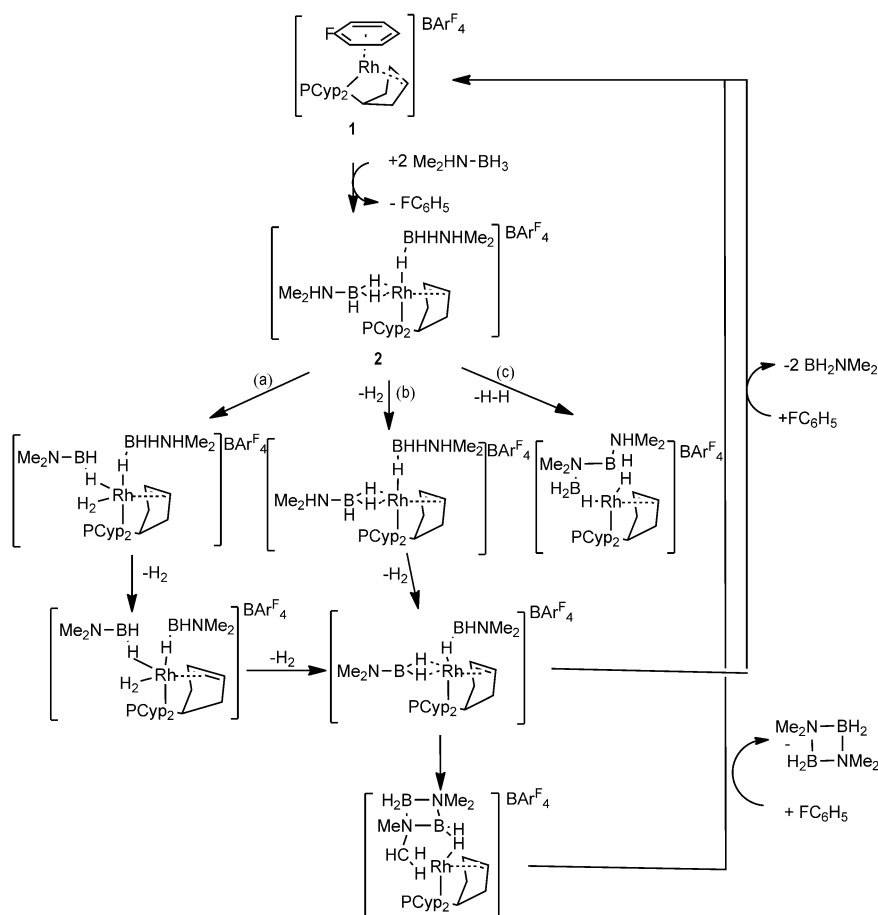 BArF4
F
Rh
PCyp2
1
+2 Me2HN-BH3
- FC6H5
BHHNHMe2
BArF4
H
H
Me2HN-B H Rh
H
PCyp2
2
(a)
-H2 (b)
(c)
-H-H
-2 BH2NMe2
+FC6H5
BHHNHMe2
BArF4
Me2N-BH
H
H
Rh
H2
PCyp2
BHHNHMe2
BArF4
H
H
Me2HN-B H Rh
H
PCyp2
NHMe2
BArF4
Me2N B H
H2B H
H-Rh
PCyp2
-H2
-H2
BHNMe2
BArF4
Me2N-BH
H
H
Rh
H2
PCyp2
-H2
BHNMe2
BArF4
H
H
Me2N-B H Rh
PCyp2
Me2N BH2
-
H2B NMe2
+ FC6H5
H2B-NMe2
BArF4
MeN B H
H
HC H
H Rh
PCyp2